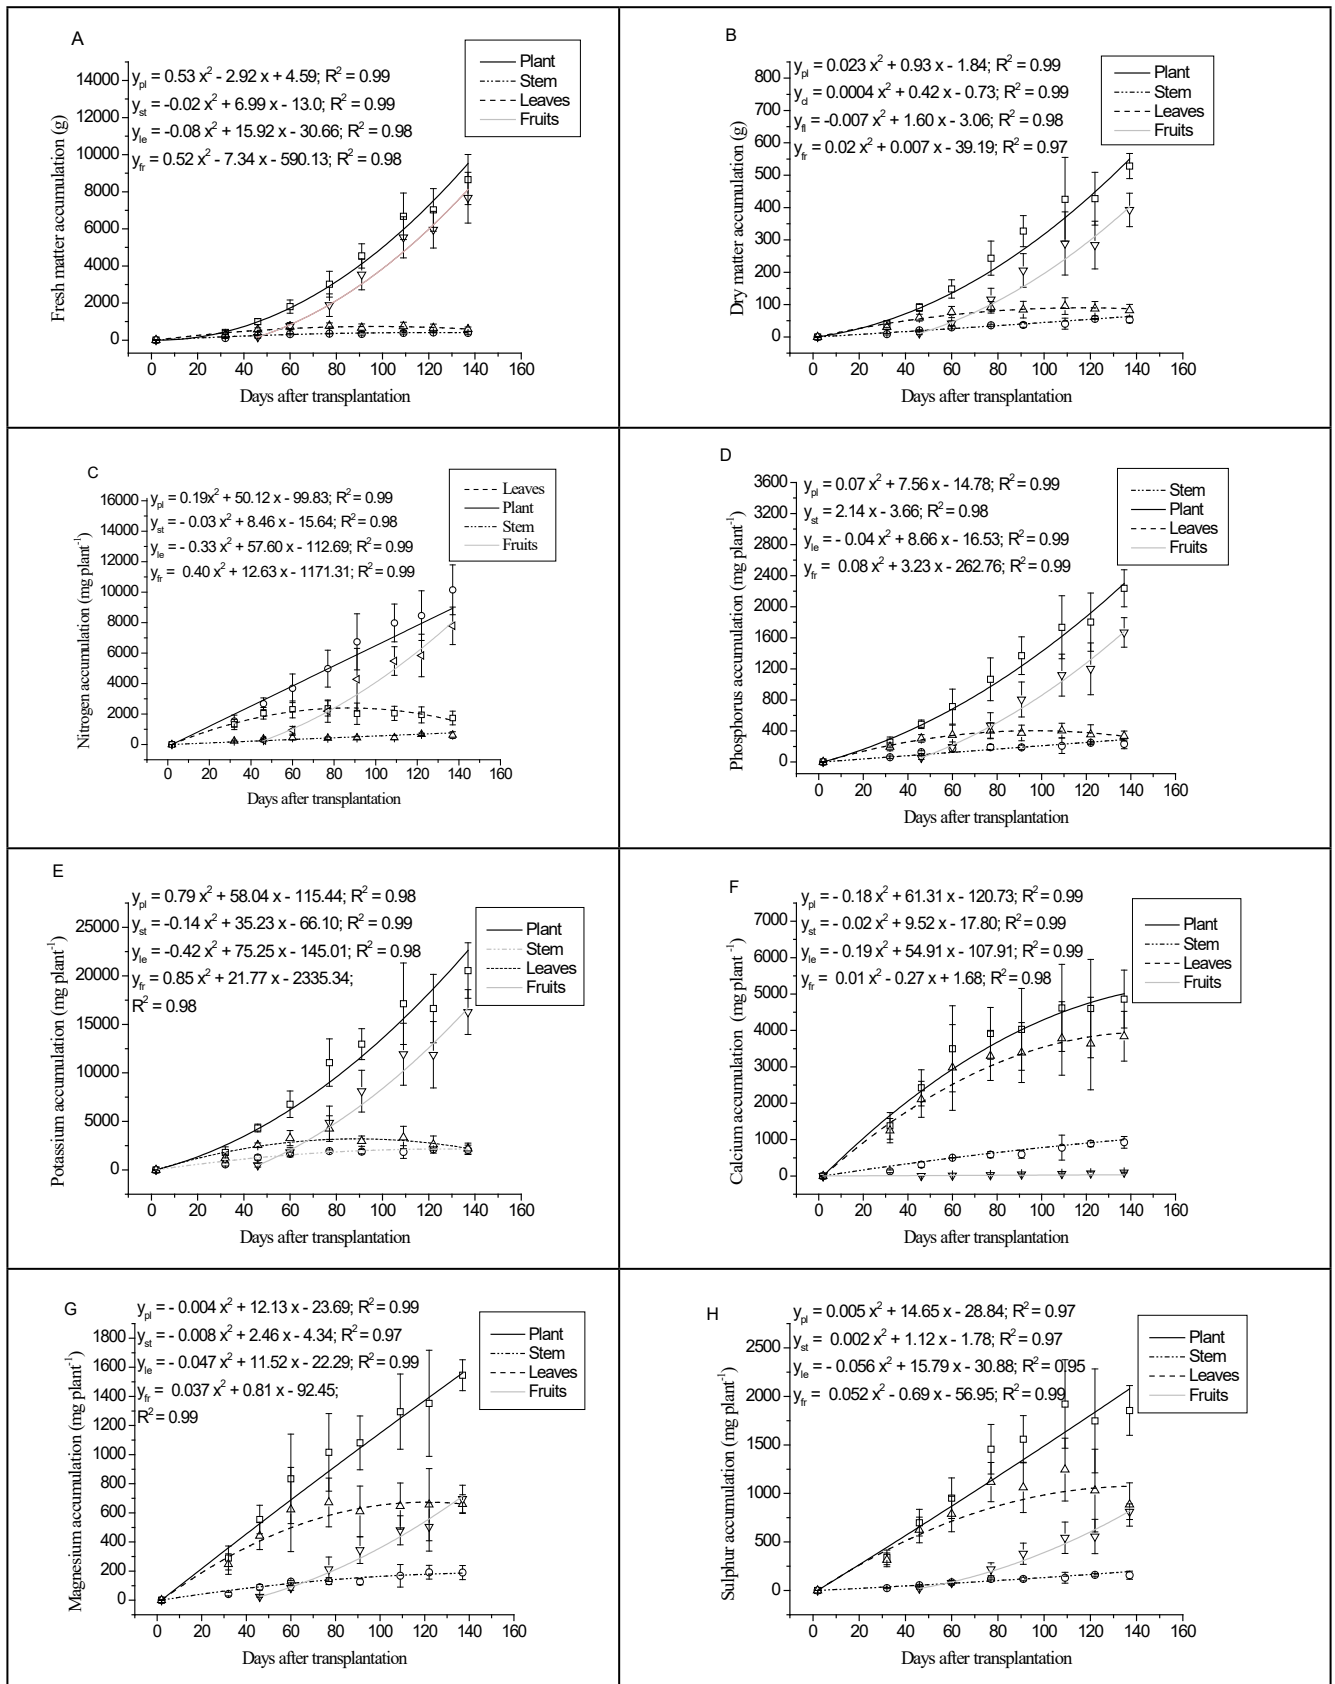 A
Plant
Stem
Leaves
Fruits
y_pl = 0.53 x² - 2.92 x + 4.59; R² = 0.99
y_st = -0.02 x² + 6.99 x - 13.0; R² = 0.99
y_le = -0.08 x² + 15.92 x - 30.66; R² = 0.98
y_fr = 0.52 x² - 7.34 x - 590.13; R² = 0.98
14000
12000
10000
8000
6000
4000
2000
0
Fresh matter accumulation (g)
0 20 40 60 80 100 120 140 160
Days after transplantation
B
Plant
Stem
Leaves
Fruits
y_pl = 0.023 x² + 0.93 x - 1.84; R² = 0.99
y_cl = 0.0004 x² + 0.42 x - 0.73; R² = 0.99
y_fl = -0.007 x² + 1.60 x - 3.06; R² = 0.98
y_fr = 0.02 x² + 0.007 x - 39.19; R² = 0.97
800
700
600
500
400
300
200
100
0
Dry matter accumulation (g)
0 20 40 60 80 100 120 140 160
Days after transplantation
C
Leaves
Plant
Stem
Fruits
y_pl = 0.19x² + 50.12 x - 99.83; R² = 0.99
y_st = - 0.03 x² + 8.46 x - 15.64; R² = 0.98
y_le = - 0.33 x² + 57.60 x - 112.69; R² = 0.99
y_fr = 0.40 x² + 12.63 x - 1171.31; R² = 0.99
16000
14000
12000
10000
8000
6000
4000
2000
0
Nitrogen accumulation (mg plant⁻¹)
0 20 40 60 80 100 120 140 160
Days after transplantation
D
Stem
Plant
Leaves
Fruits
y_pl = 0.07 x² + 7.56 x - 14.78; R² = 0.99
y_st = 2.14 x - 3.66; R² = 0.98
y_le = - 0.04 x² + 8.66 x - 16.53; R² = 0.99
y_fr = 0.08 x² + 3.23 x - 262.76; R² = 0.99
3600
3200
2800
2400
2000
1600
1200
800
400
0
Phosphorus accumulation (mg plant⁻¹)
0 20 40 60 80 100 120 140 160
Days after transplantation
E
Plant
Stem
Leaves
Fruits
y_pl = 0.79 x² + 58.04 x - 115.44; R² = 0.98
y_st = -0.14 x² + 35.23 x - 66.10; R² = 0.99
y_le = -0.42 x² + 75.25 x - 145.01; R² = 0.98
y_fr = 0.85 x² + 21.77 x - 2335.34;
R² = 0.98
25000
20000
15000
10000
5000
0
Potassium accumulation (mg plant⁻¹)
0 20 40 60 80 100 120 140 160
Days after transplantation
F
Plant
Stem
Leaves
Fruits
y_pl = - 0.18 x² + 61.31 x - 120.73; R² = 0.99
y_st = - 0.02 x² + 9.52 x - 17.80; R² = 0.99
y_le = - 0.19 x² + 54.91 x - 107.91; R² = 0.99
y_fr = 0.01 x² - 0.27 x + 1.68; R² = 0.98
7000
6000
5000
4000
3000
2000
1000
0
Calcium accumulation (mg plant ⁻¹)
0 20 40 60 80 100 120 140 160
Days after transplantation
G
Plant
Stem
Leaves
Fruits
y_pl = - 0.004 x² + 12.13 x - 23.69; R² = 0.99
y_st = - 0.008 x² + 2.46 x - 4.34; R² = 0.97
y_le = - 0.047 x² + 11.52 x - 22.29; R² = 0.99
y_fr = 0.037 x² + 0.81 x - 92.45;
R² = 0.99
1800
1600
1400
1200
1000
800
600
400
200
0
Magnesium accumulation (mg plant⁻¹)
0 20 40 60 80 100 120 140 160
Days after transplantation
H
Plant
Stem
Leaves
Fruits
y_pl = 0.005 x² + 14.65 x - 28.84; R² = 0.97
y_st = 0.002 x² + 1.12 x - 1.78; R² = 0.97
y_le = - 0.056 x² + 15.79 x - 30.88; R² = 0.95
y_fr = 0.052 x² - 0.69 x - 56.95; R² = 0.99
2500
2000
1500
1000
500
0
Sulphur accumulation (mg plant⁻¹)
0 20 40 60 80 100 120 140 160
Days after transplantation